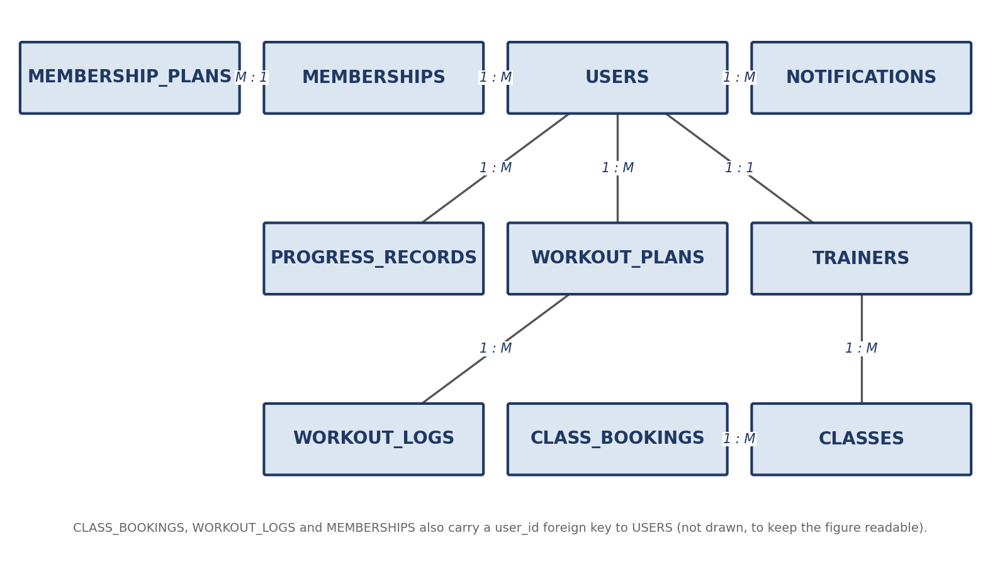 MEMBERSHIP_PLANS M : 1 MEMBERSHIPS 1 : M USERS 1 : M NOTIFICATIONS
1 : M 1 : M 1 : 1
PROGRESS_RECORDS WORKOUT_PLANS TRAINERS
1 : M 1 : M
WORKOUT_LOGS CLASS_BOOKINGS 1 : M CLASSES
CLASS_BOOKINGS, WORKOUT_LOGS and MEMBERSHIPS also carry a user_id foreign key to USERS (not drawn, to keep the figure readable).